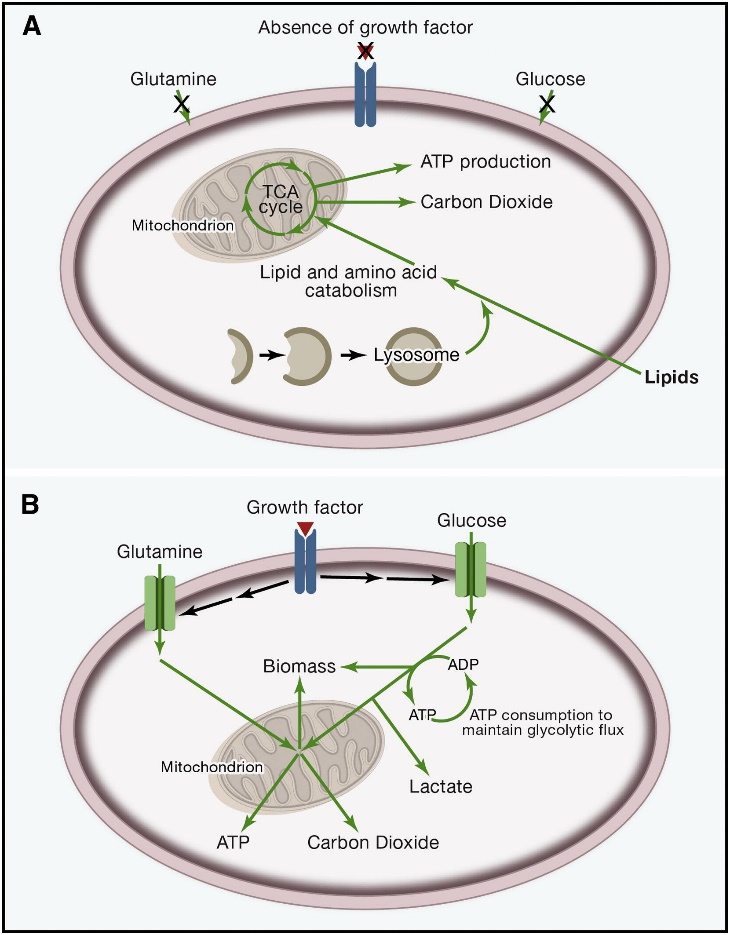 A
Absence of growth factor
Glutamine
X
X
X
Glucose
ATP production
TCA
cycle
Carbon Dioxide
Mitochondrion
Lipid and amino acid
catabolism
Lysosome
Lipids
B
Growth factor
Glucose
Glutamine
Biomass
ADP
ATP
ATP consumption to
maintain glycolytic flux
Mitochondrion
Lactate
ATP
Carbon Dioxide